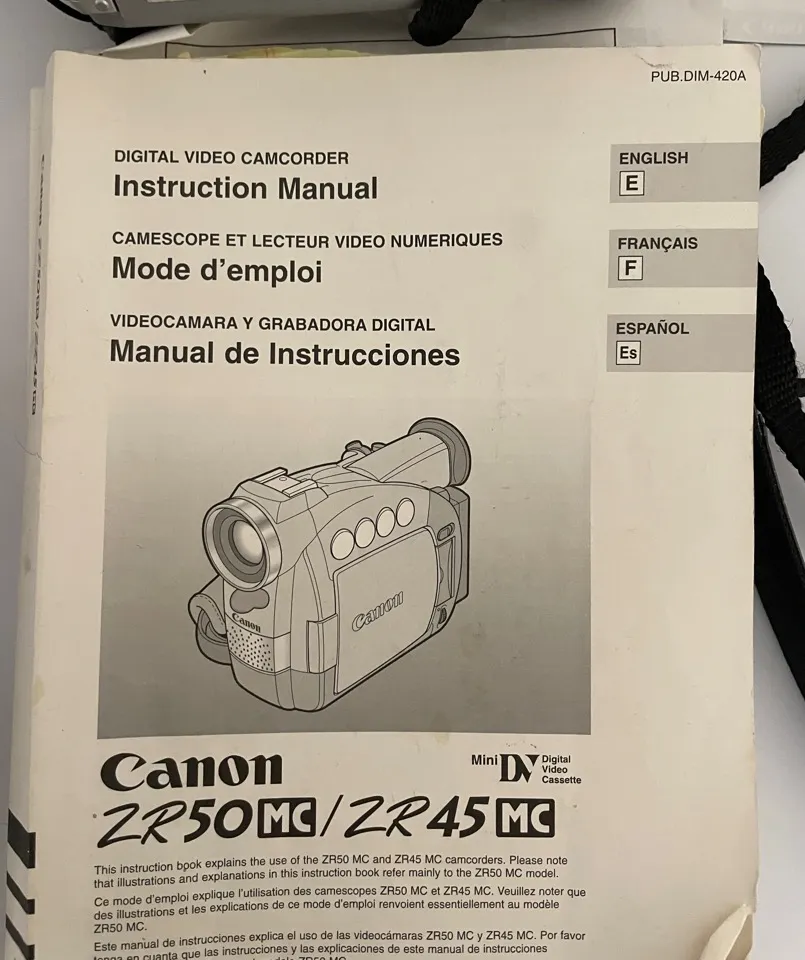 PUB.DIM-420A
DIGITAL VIDEO CAMCORDER
Instruction Manual
ENGLISH
E
CAMESCOPE ET LECTEUR VIDEO NUMERIQUES
Mode d'emploi
FRANÇAIS
F
VIDEOCAMARA Y GRABADORA DIGITAL
Manual de Instrucciones
ESPAÑOL
Es
Canon
Canon
Canon
Mini DV Digital
Video
Cassette
ZR50 MC / ZR45 MC
This instruction book explains the use of the ZR50 MC and ZR45 MC camcorders. Please note
that illustrations and explanations in this instruction book refer mainly to the ZR50 MC model.
Ce mode d'emploi explique l'utilisation des camescopes ZR50 MC et ZR45 MC. Veuillez noter que
des illustrations et les explications de ce mode d'emploi renvoient essentiellement au modèle
ZR50 MC.
Este manual de instrucciones explica el uso de las videocámaras ZR50 MC y ZR45 MC. Por favor
en cuanta que las instrucciones y las explicaciones de este manual de instrucciones
ZR50 MC.